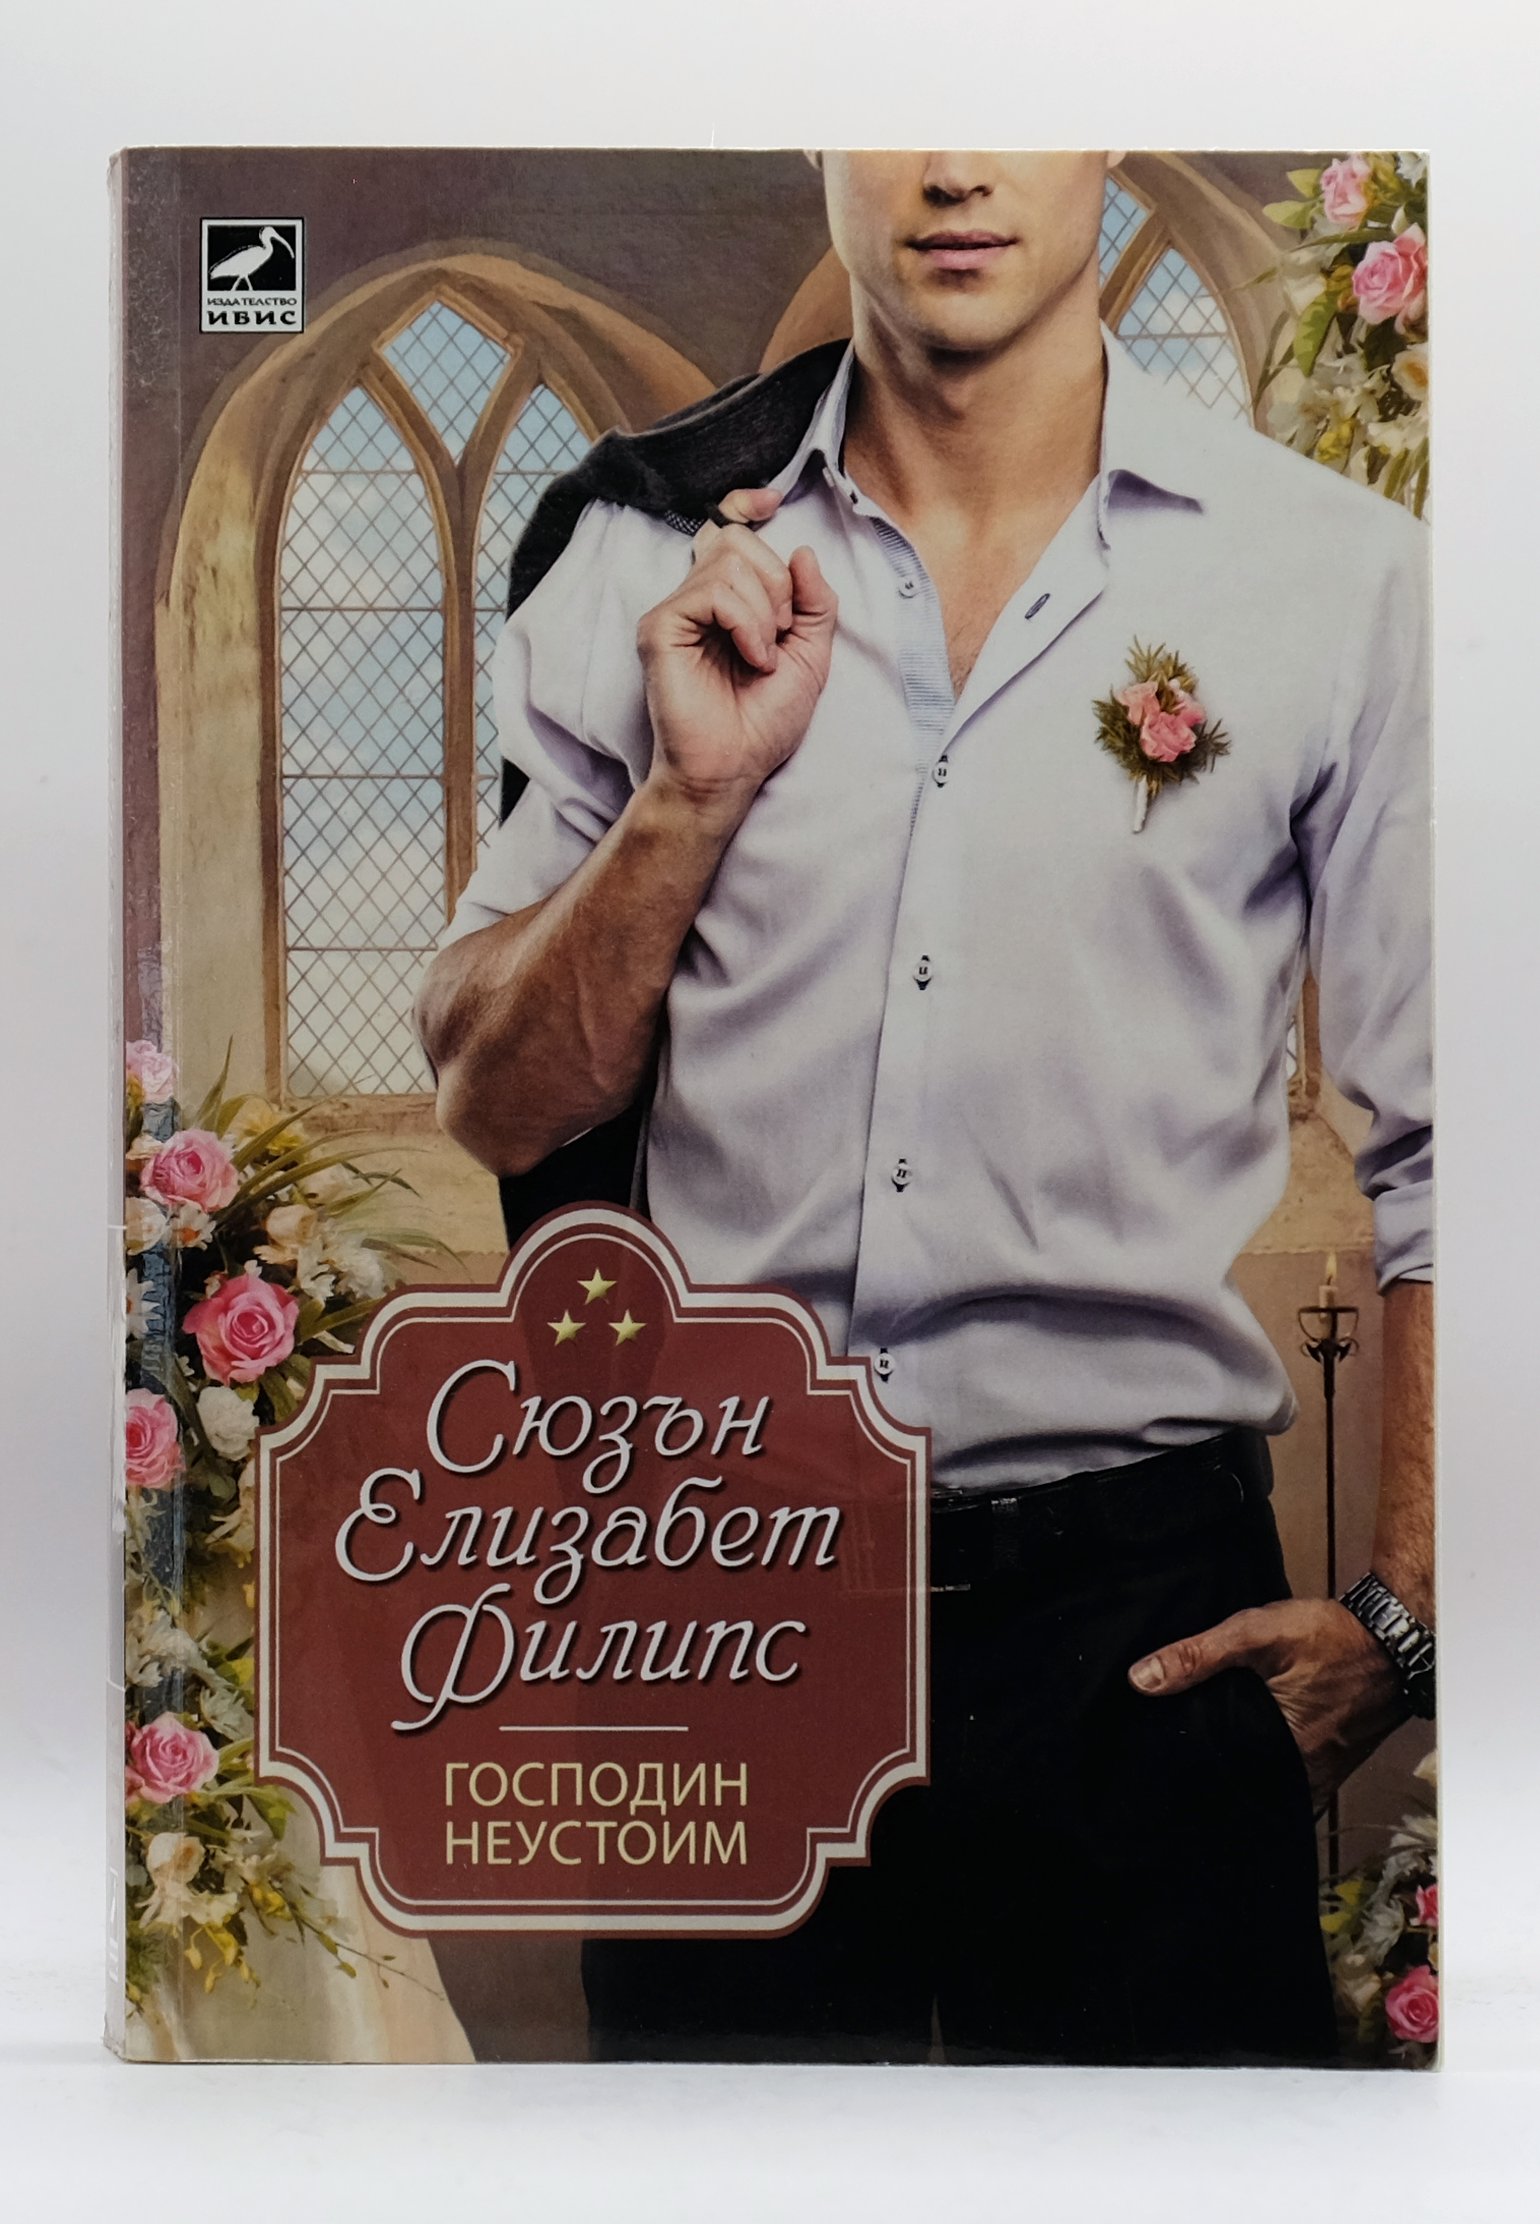 ИЗДАТЕЛСТВО
ИБИС
Сюзън
Елизабет
Филипс
ГОСПОДИН
НЕУСТОИМ